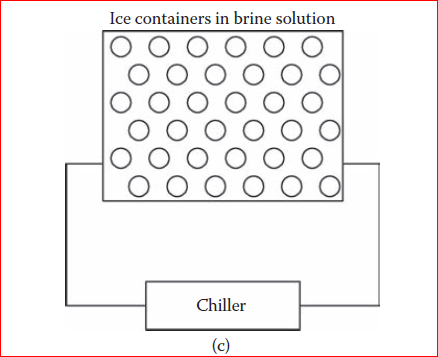 Ice containers in brine solution
Chiller
(c)